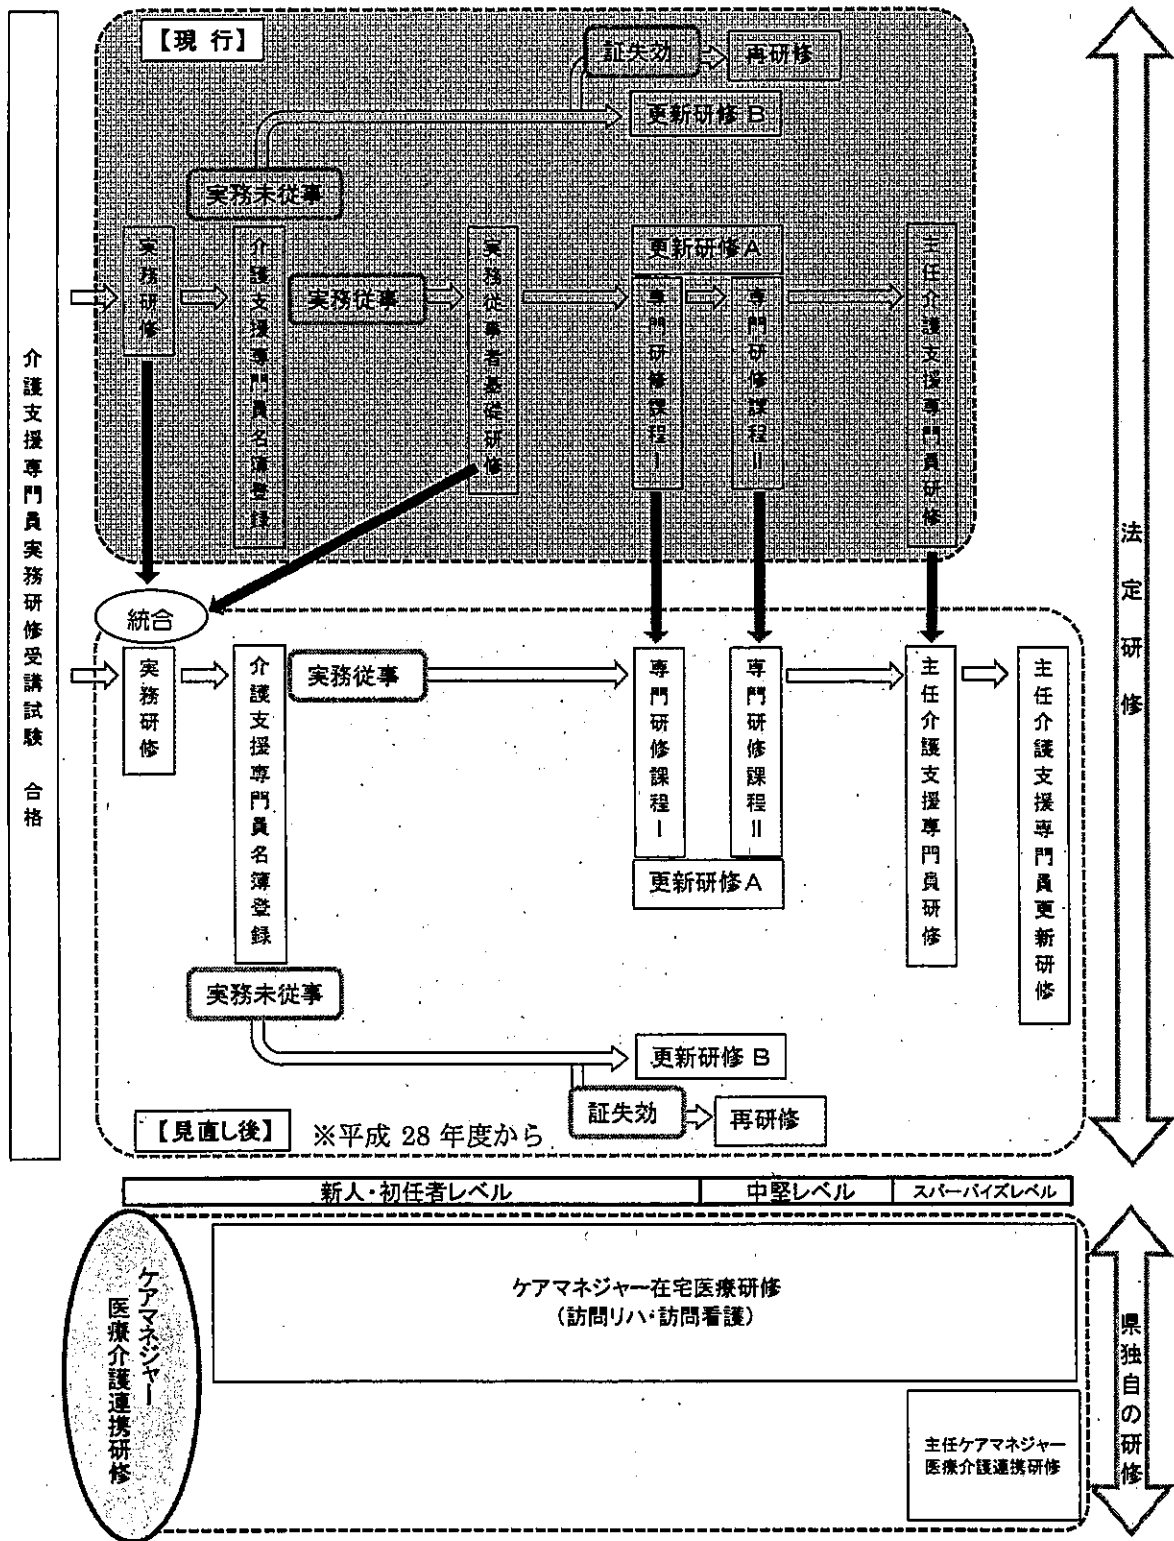 介護支援専門員実務研修受講試験　合格
【現 行】
証失効
再研修
更新研修 B
実務未従事
実務研修
介護支援専門員名簿登録
実務従事
実務従事者基礎研修
更新研修A
専門研修課程Ⅰ
専門研修課程Ⅱ
主任介護支援専門員研修
統合
実務研修
介護支援専門員名簿登録
実務従事
専門研修課程Ⅰ
専門研修課程Ⅱ
更新研修A
主任介護支援専門員研修
主任介護支援専門員更新研修
実務未従事
更新研修 B
証失効
再研修
【見直し後】
※平成 28 年度から
法定研修
新人・初任者レベル
中堅レベル
スパーバイズレベル
ケアマネジャー
医療介護連携研修
ケアマネジャー在宅医療研修
（訪問リハ・訪問看護）
主任ケアマネジャー
医療介護連携研修
県独自の研修